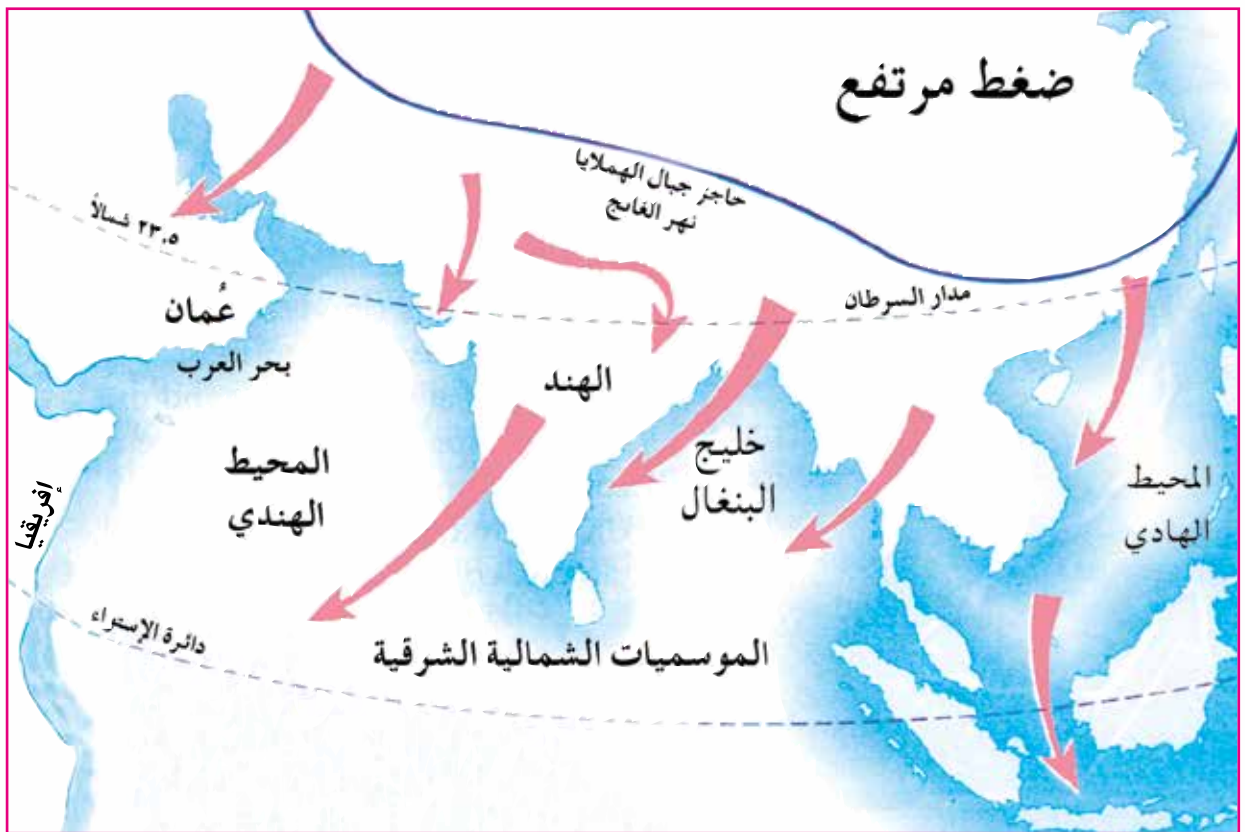 ضغط مرتفع
حاجز جبال الهملايا
نهر الغانج
٢٣,٥ شمالاً
مدار السرطان
عُمان
بحر العرب
الهند
خليج
البنغال
المحيط
الهندي
المحيط
الهادي
إفريقيا
دائرة الإستراء
الموسميات الشمالية الشرقية